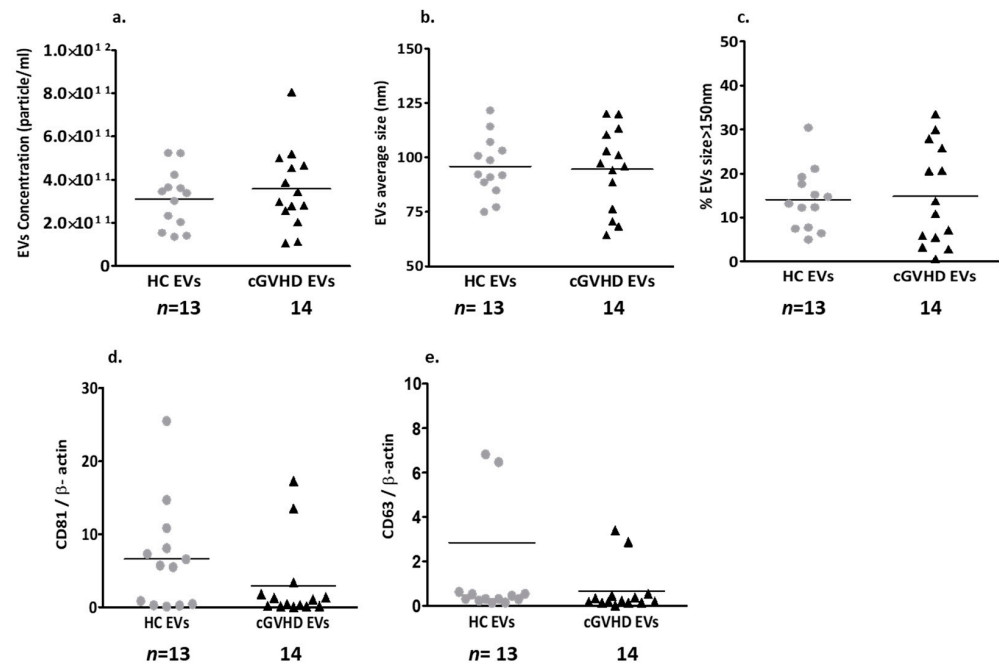 a.
EVs Concentration (particle/ml)
1.0×10¹²
8.0×10¹¹
6.0×10¹¹
4.0×10¹¹
2.0×10¹¹
0
HC EVs cGVHD EVs
n=13 14
b.
EVs average size (nm)
150
125
100
75
50
HC EVs cGVHD EVs
n= 13 14
c.
% EVs size>150nm
50
40
30
20
10
0
HC EVs cGVHD EVs
n=13 14
d.
CD81 / β- actin
30
20
10
0
HC EVs cGVHD EVs
n=13 14
e.
CD63 / β-actin
10
8
6
4
2
0
HC EVs cGVHD EVs
n= 13 14